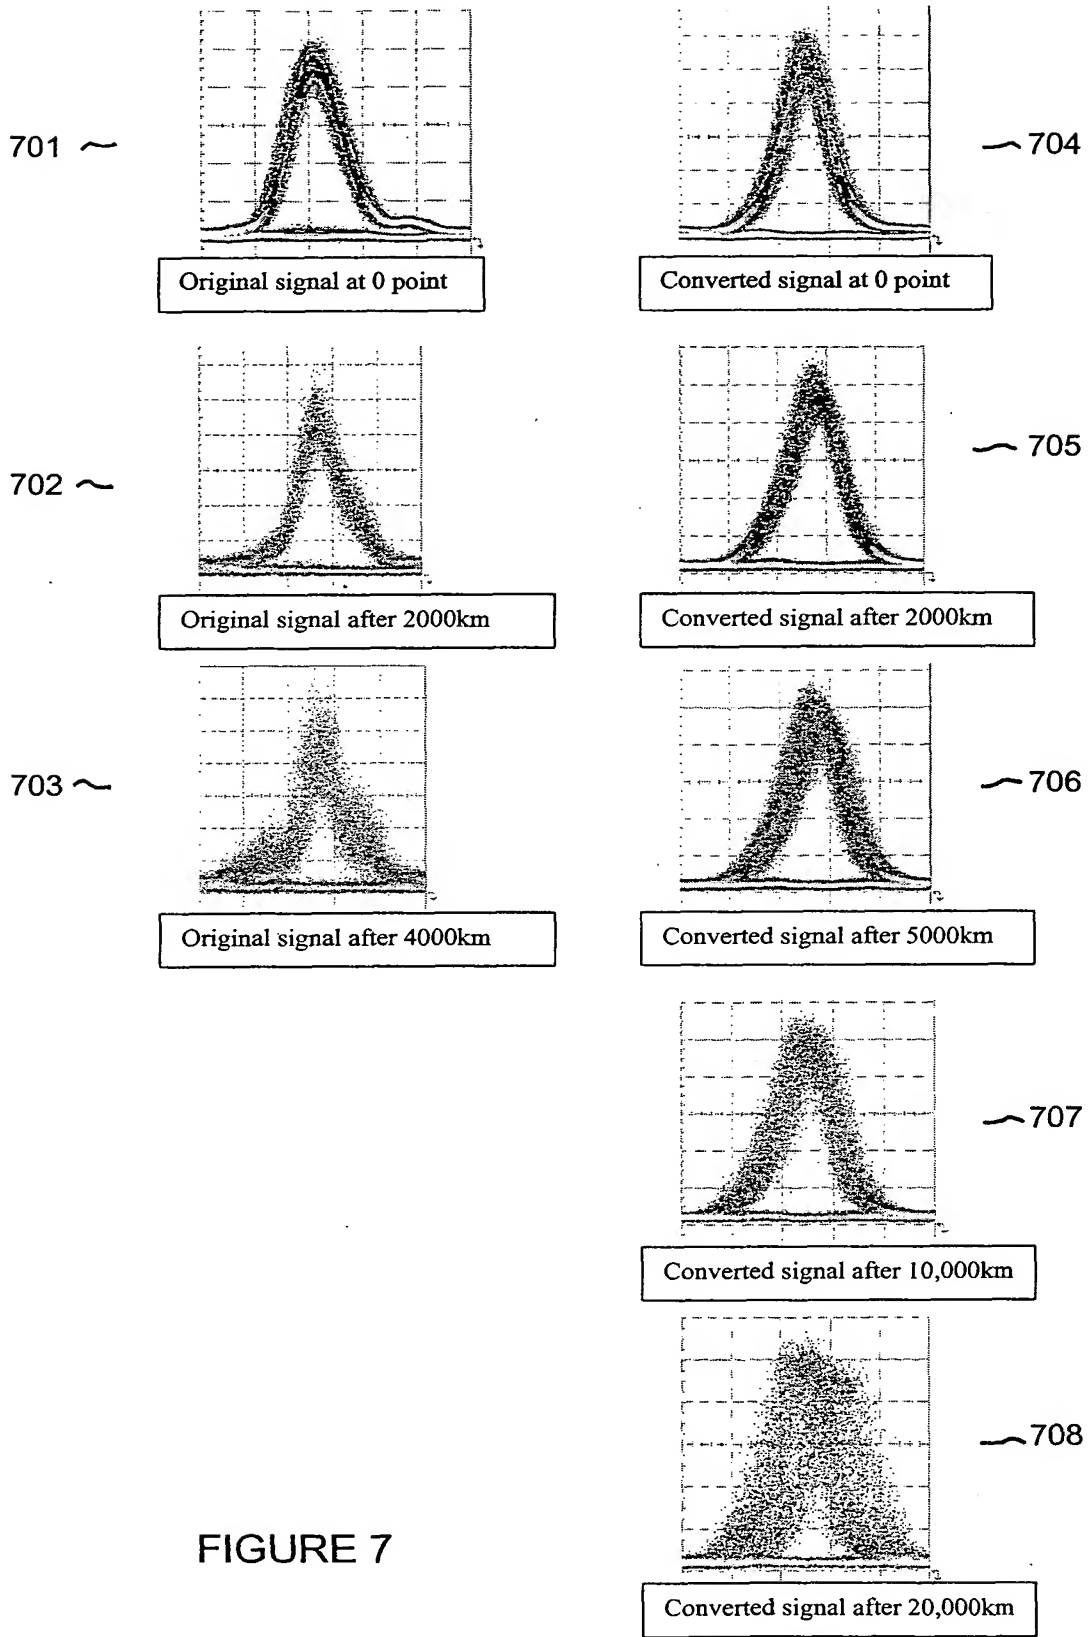 701
704
Original signal at 0 point
Converted signal at 0 point
702
705
Original signal after 2000km
Converted signal after 2000km
703
706
Original signal after 4000km
Converted signal after 5000km
707
Converted signal after 10,000km
708
FIGURE 7
Converted signal after 20,000km